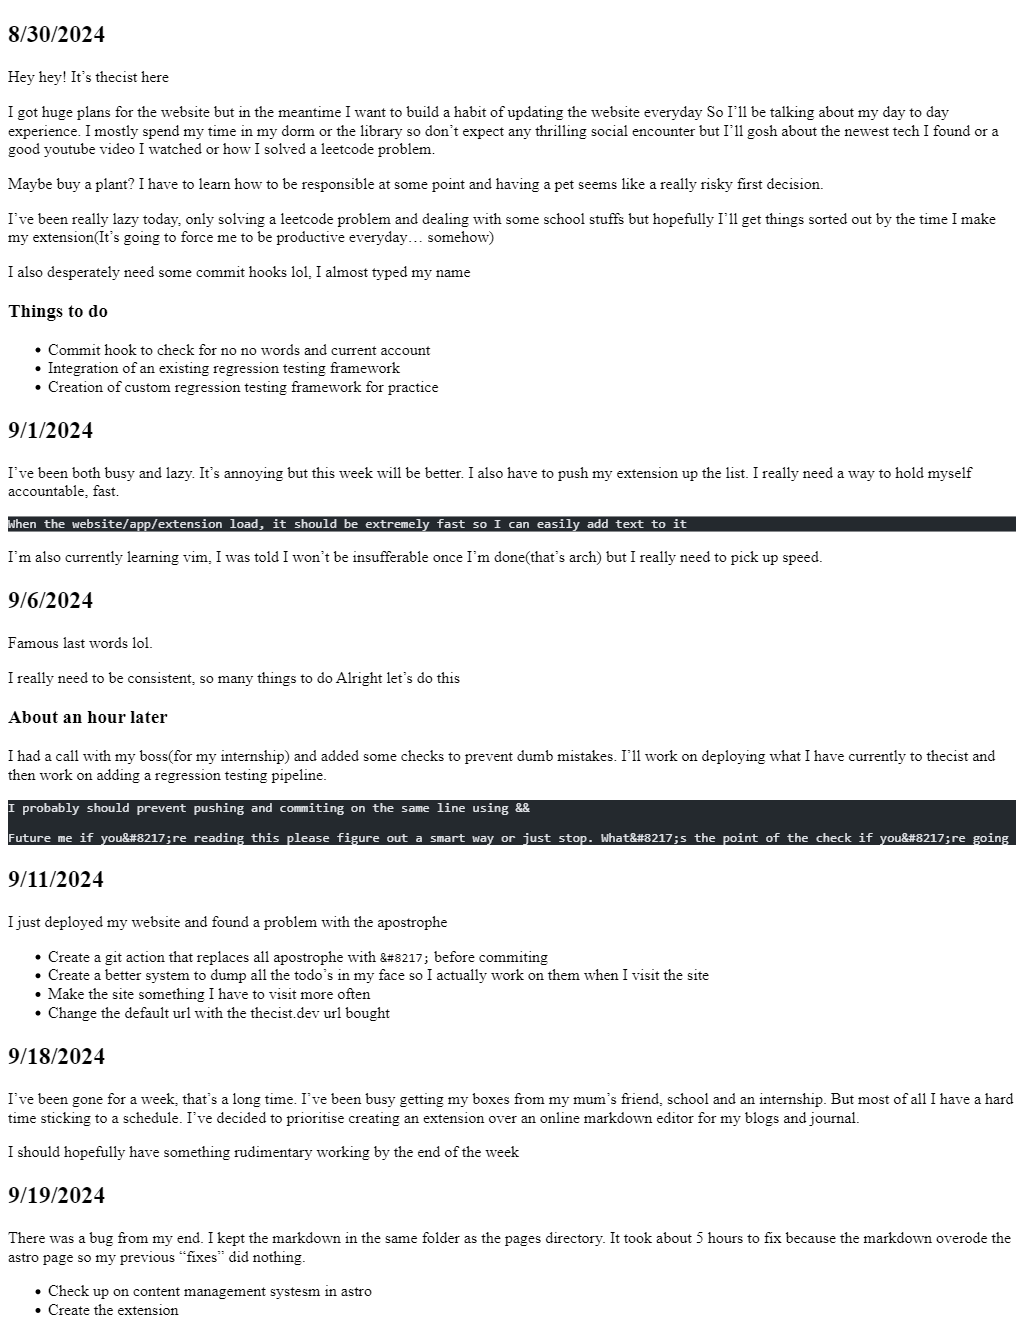 8/30/2024
Hey hey! It’s thecist here
I got huge plans for the website but in the meantime I want to build a habit of updating the website everyday So I’ll be talking about my day to day
experience. I mostly spend my time in my dorm or the library so don’t expect any thrilling social encounter but I’ll gosh about the newest tech I found or a
good youtube video I watched or how I solved a leetcode problem.
Maybe buy a plant? I have to learn how to be responsible at some point and having a pet seems like a really risky first decision.
I’ve been really lazy today, only solving a leetcode problem and dealing with some school stuffs but hopefully I’ll get things sorted out by the time I make
my extension(It’s going to force me to be productive everyday… somehow)
I also desperately need some commit hooks lol, I almost typed my name
Things to do
• Commit hook to check for no no words and current account
• Integration of an existing regression testing framework
• Creation of custom regression testing framework for practice
9/1/2024
I’ve been both busy and lazy. It’s annoying but this week will be better. I also have to push my extension up the list. I really need a way to hold myself
accountable, fast.
When the website/app/extension load, it should be extremely fast so I can easily add text to it
I’m also currently learning vim, I was told I won’t be insufferable once I’m done(that’s arch) but I really need to pick up speed.
9/6/2024
Famous last words lol.
I really need to be consistent, so many things to do Alright let’s do this
About an hour later
I had a call with my boss(for my internship) and added some checks to prevent dumb mistakes. I’ll work on deploying what I have currently to thecist and
then work on adding a regression testing pipeline.
I probably should prevent pushing and commiting on the same line using &&
Future me if you&#8217;re reading this please figure out a smart way or just stop. What&#8217;s the point of the check if you&#8217;re going
9/11/2024
I just deployed my website and found a problem with the apostrophe
• Create a git action that replaces all apostrophe with &#8217; before commiting
• Create a better system to dump all the todo’s in my face so I actually work on them when I visit the site
• Make the site something I have to visit more often
• Change the default url with the thecist.dev url bought
9/18/2024
I’ve been gone for a week, that’s a long time. I’ve been busy getting my boxes from my mum’s friend, school and an internship. But most of all I have a hard
time sticking to a schedule. I’ve decided to prioritise creating an extension over an online markdown editor for my blogs and journal.
I should hopefully have something rudimentary working by the end of the week
9/19/2024
There was a bug from my end. I kept the markdown in the same folder as the pages directory. It took about 5 hours to fix because the markdown overode the
astro page so my previous “fixes” did nothing.
• Check up on content management systesm in astro
• Create the extension